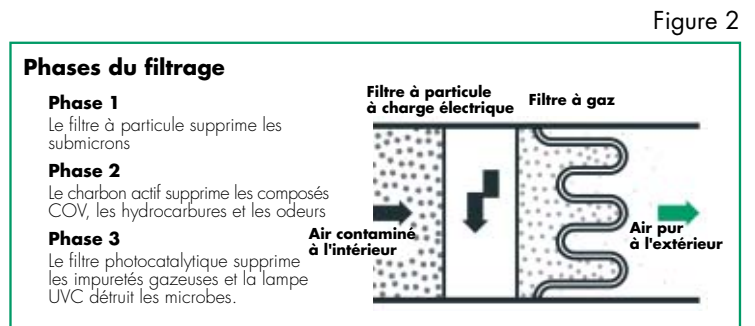 Figure 2
Phases du filtrage
Phase 1
Le filtre à particule supprime les
submicrons
Phase 2
Le charbon actif supprime les composés
COV, les hydrocarbures et les odeurs
Phase 3
Le filtre photocatalytique supprime
les impuretés gazeuses et la lampe
UVC détruit les microbes.
Filtre à particule
à charge électrique
Filtre à gaz
Air contaminé
à l'intérieur
Air pur
à l'extérieur